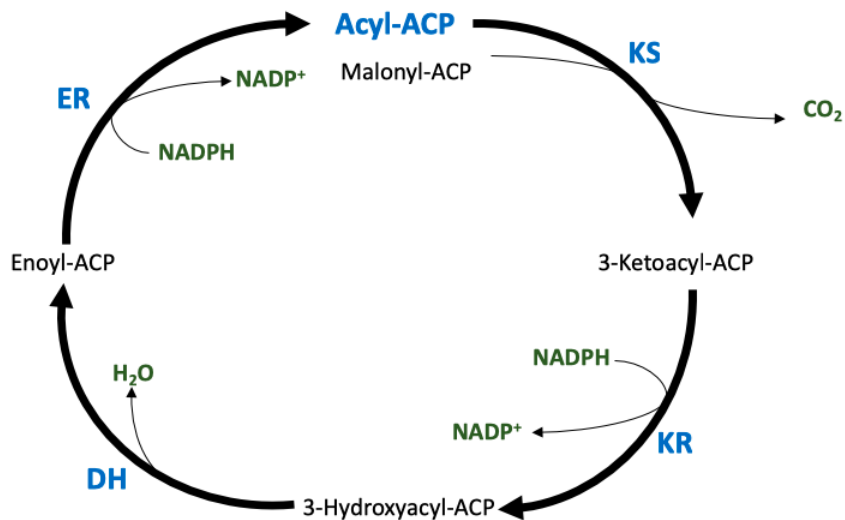 Acyl-ACP
Malonyl-ACP
KS
CO₂
3-Ketoacyl-ACP
NADPH
NADP⁺
KR
3-Hydroxyacyl-ACP
DH
H₂O
Enoyl-ACP
ER
NADPH
NADP⁺